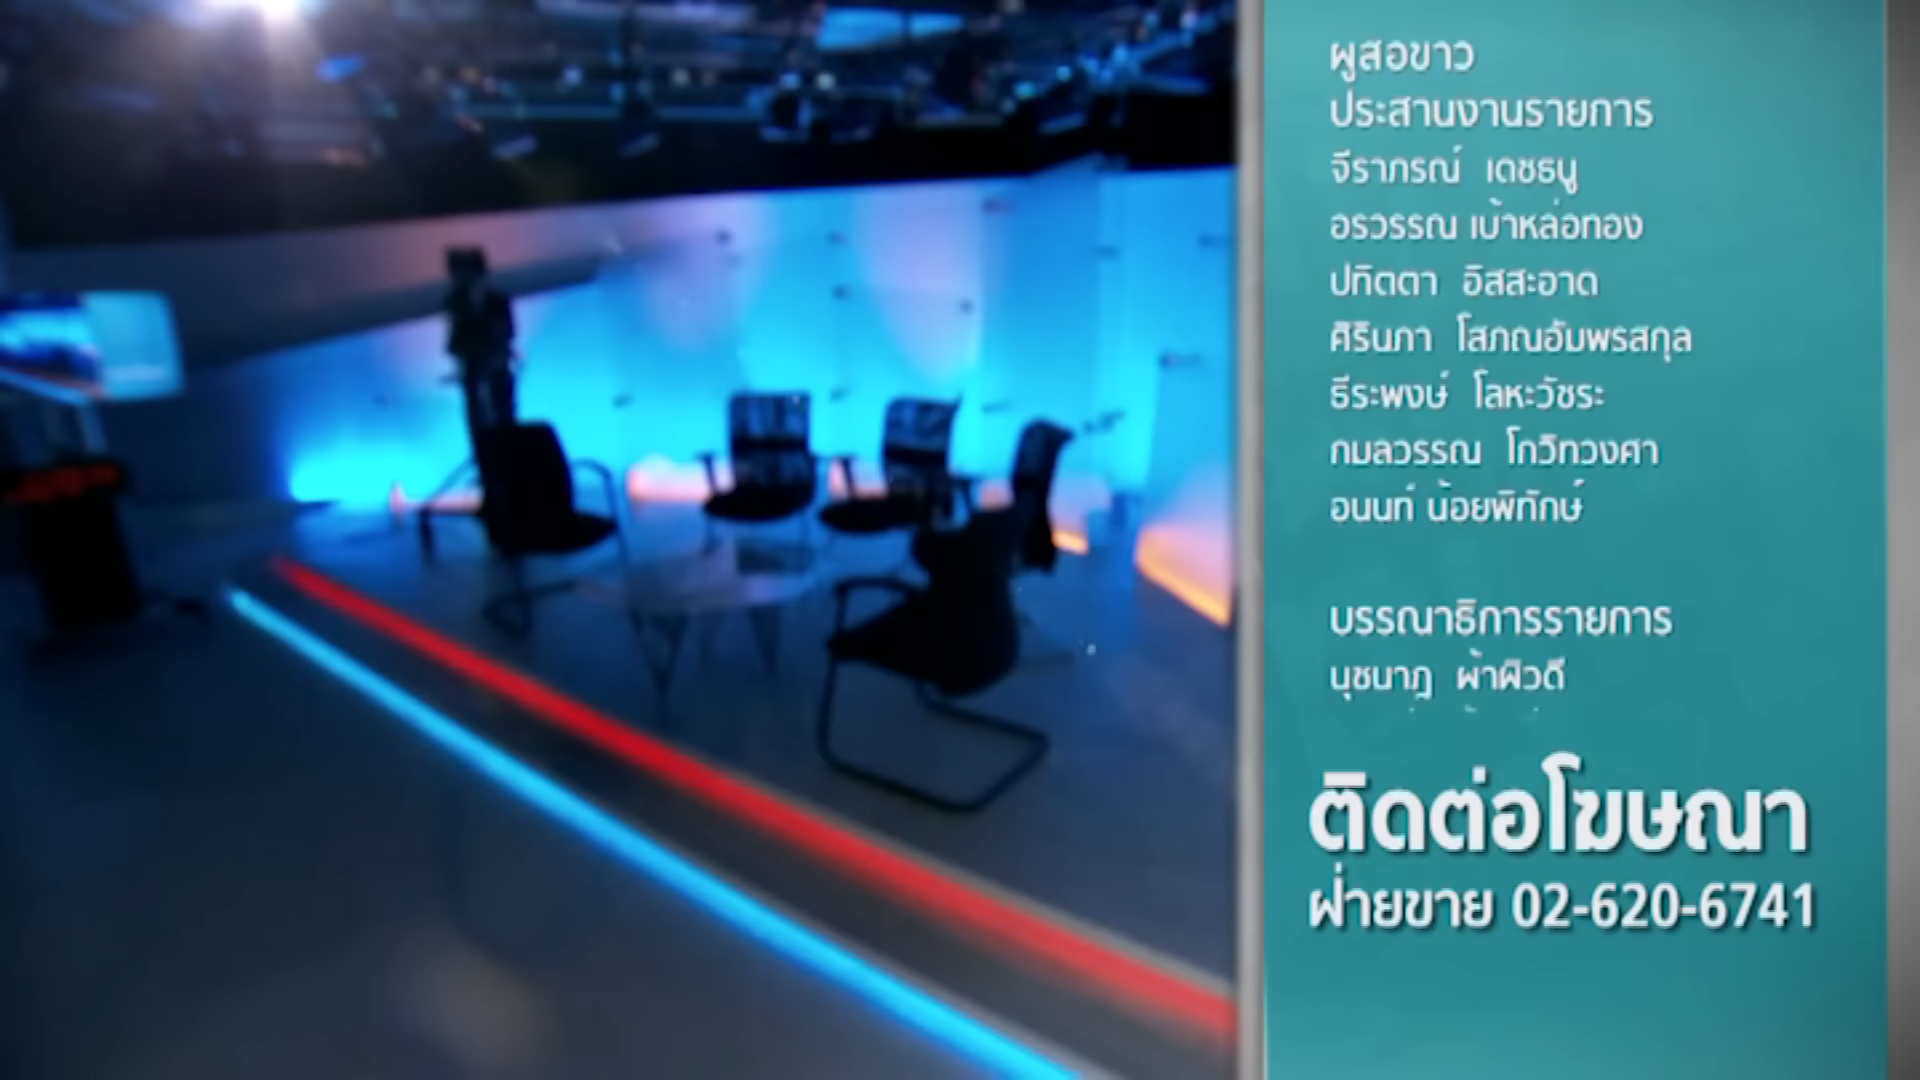 ผู้สื่อข่าว
ประสานงานรายการ
จีราภรณ์ เดชธนู
อรวรรณ เบ้าหล่อทอง
ปทิตตา อิสสะอาด
ศิรินภา โสภณอัมพรสกุล
ธีระพงษ์ โลหะวัชระ
กมลวรรณ โกวิทวงศา
อนนท์ น้อยพิทักษ์
บรรณาธิการรายการ
นุชนาฎ ผ้าผิวดี
ติดต่อโฆษณา
ฝ่ายขาย 02-620-6741